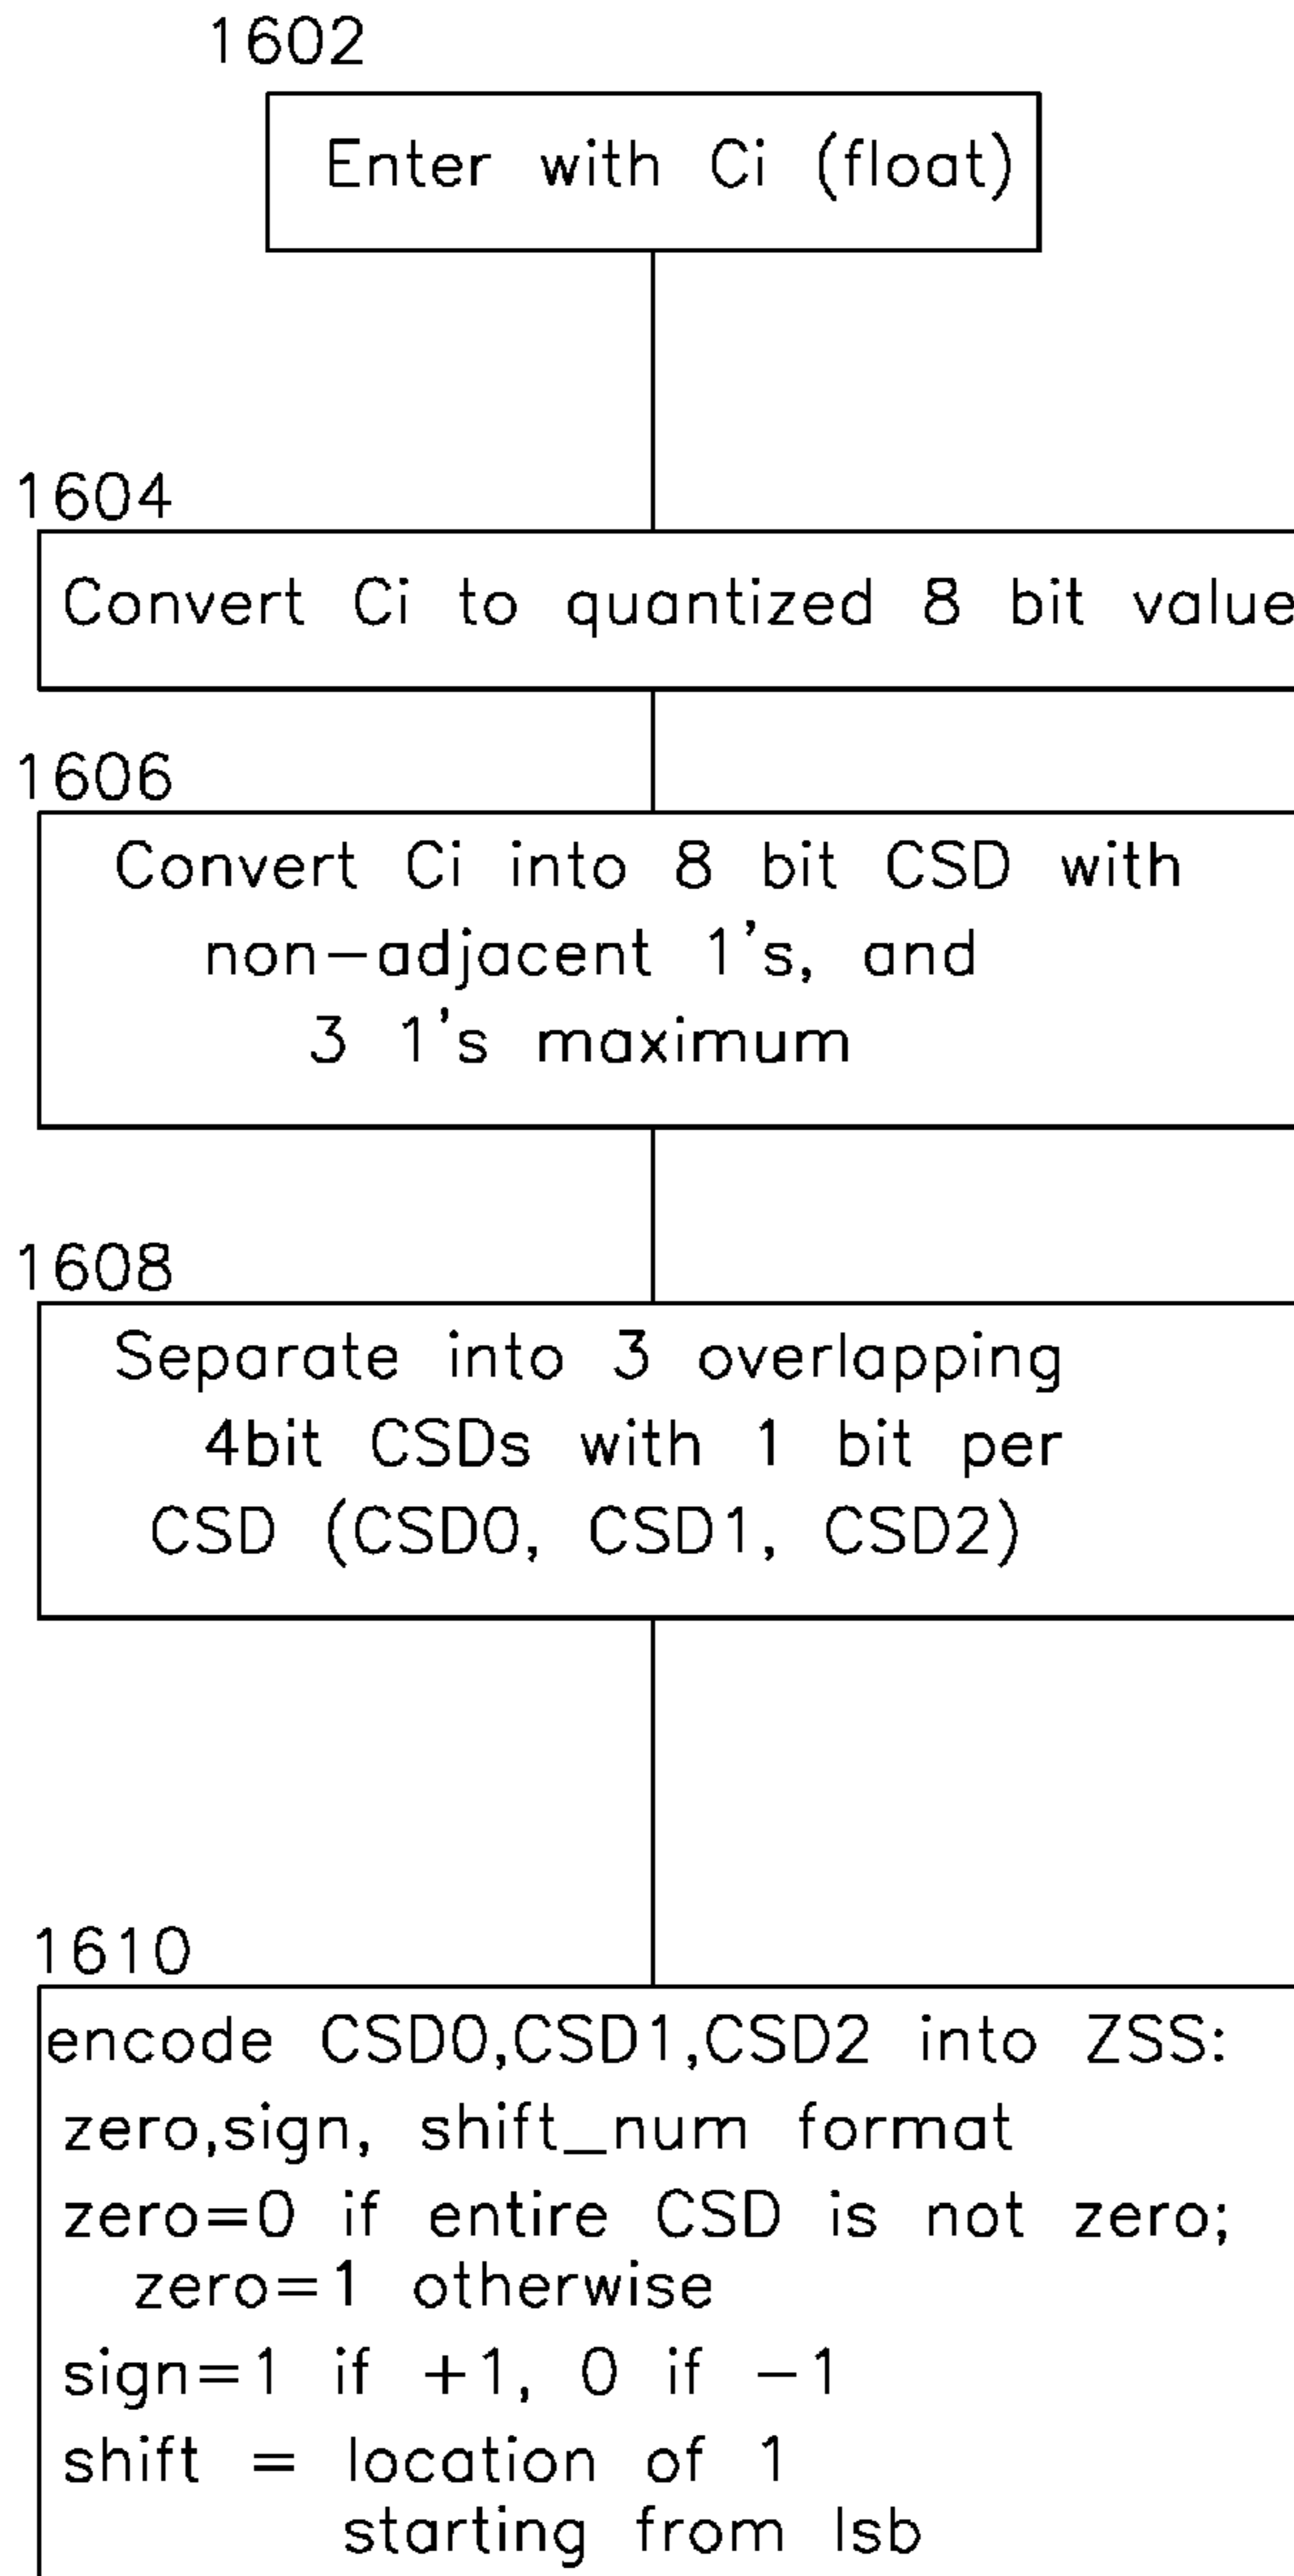 1602
Enter with Ci (float)
1604
Convert Ci to quantized 8 bit value
1606
Convert Ci into 8 bit CSD with
non-adjacent 1's, and
3 1's maximum
1608
Separate into 3 overlapping
4bit CSDs with 1 bit per
CSD (CSD0, CSD1, CSD2)
1610
encode CSD0,CSD1,CSD2 into ZSS:
zero,sign, shift_num format
zero=0 if entire CSD is not zero;
zero=1 otherwise
sign=1 if +1, 0 if -1
shift = location of 1
starting from lsb